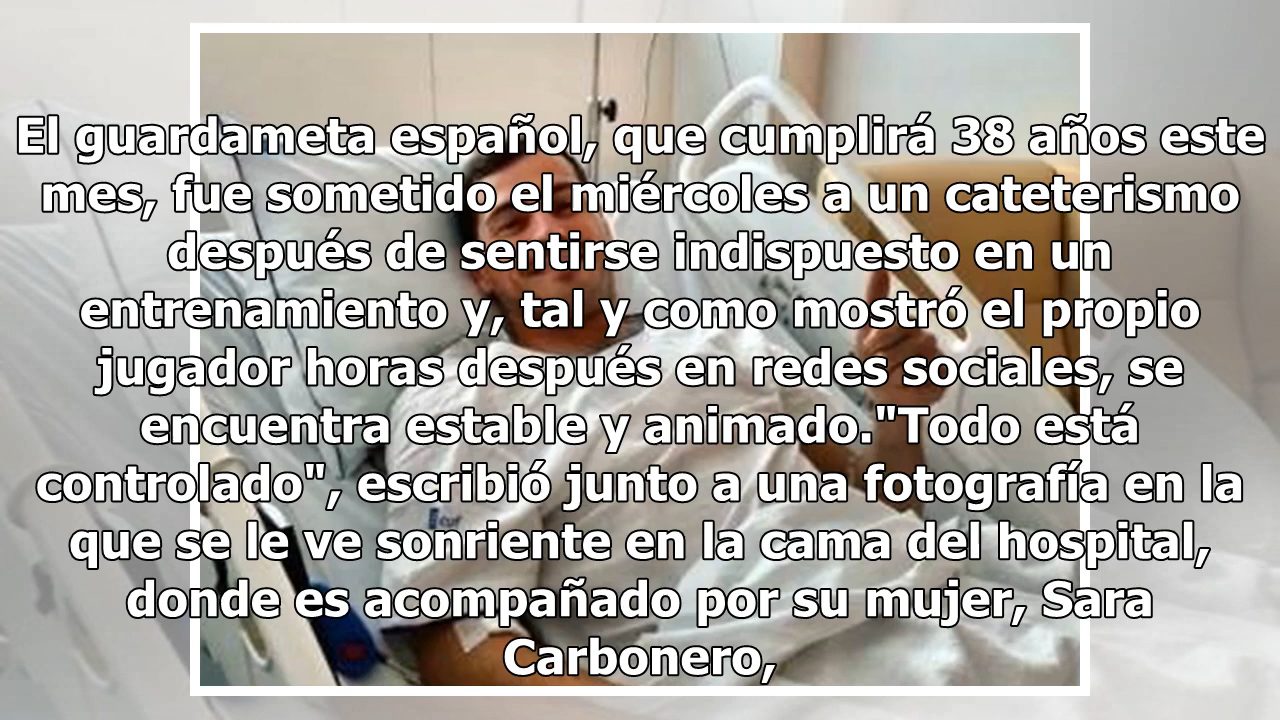 El guardameta español, que cumplirá 38 años este
mes, fue sometido el miércoles a un cateterismo
después de sentirse indispuesto en un
entrenamiento y, tal y como mostró el propio
jugador horas después en redes sociales, se
encuentra estable y animado."Todo está
controlado", escribió junto a una fotografía en la
que se le ve sonriente en la cama del hospital,
donde es acompañado por su mujer, Sara
Carbonero,
cuf